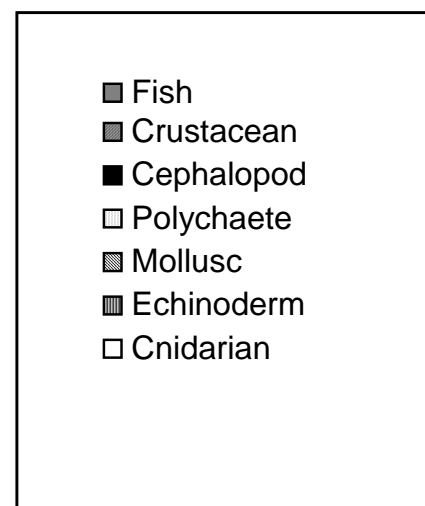 Fish
Crustacean
Cephalopod
Polychaete
Mollusc
Echinoderm
Cnidarian